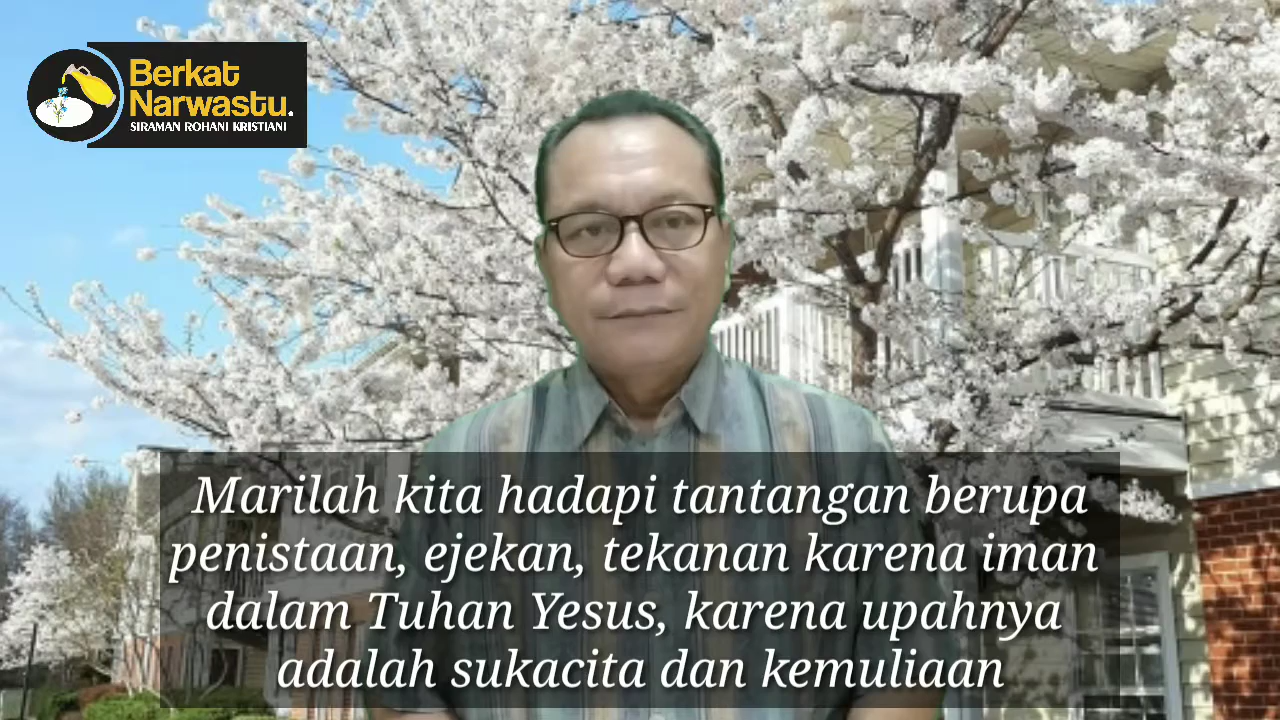 Berkat
Narwastu.
SIRAMAN ROHANI KRISTIANI
Marilah kita hadapi tantangan berupa
penistaan, ejekan, tekanan karena iman
dalam Tuhan Yesus, karena upahnya
adalah sukacita dan kemuliaan